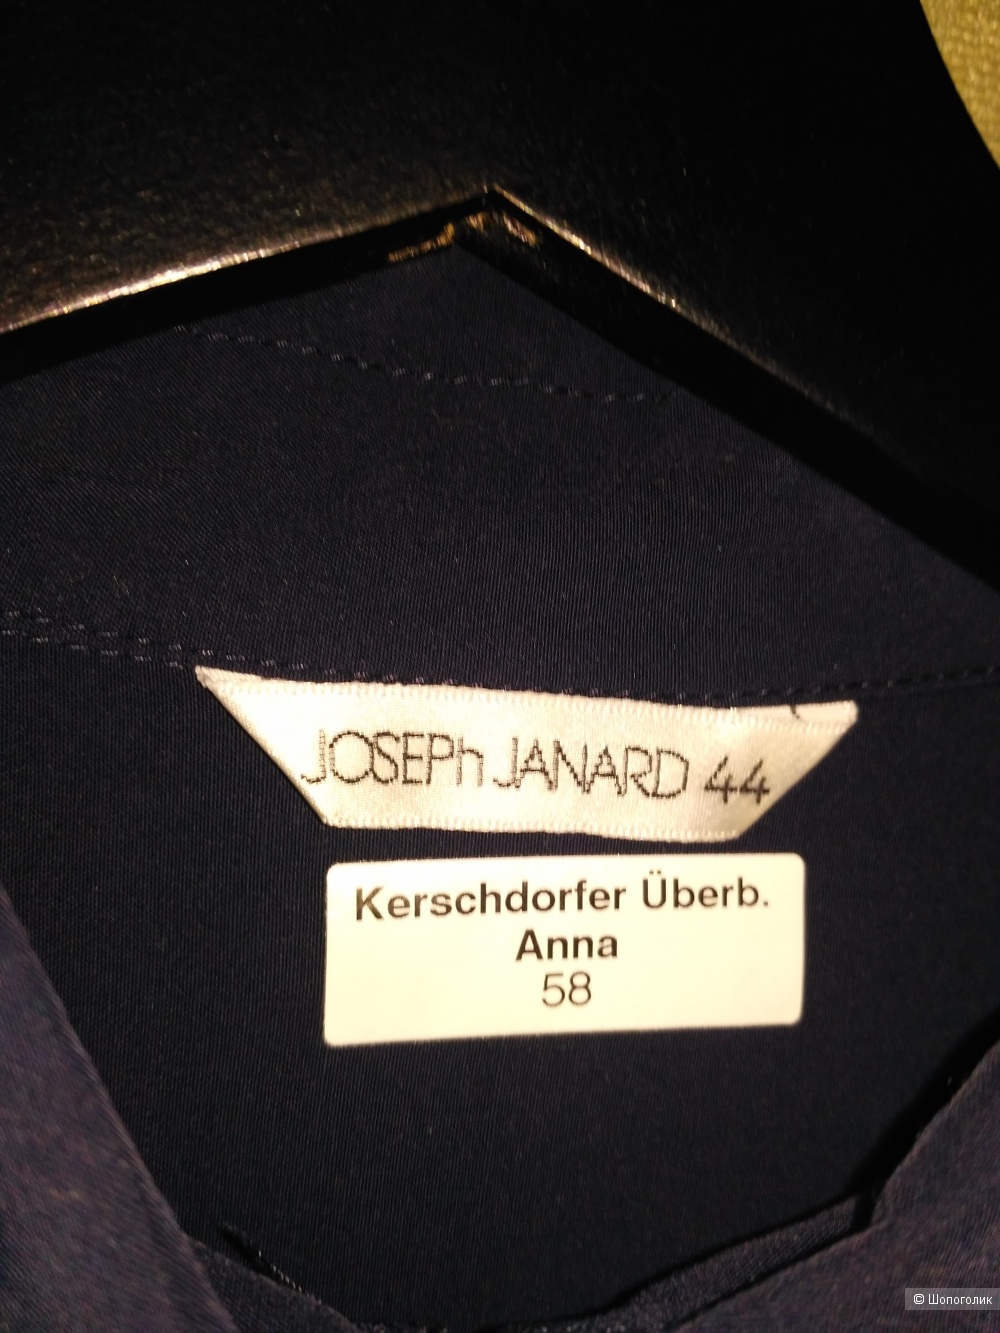 JOSEPh JANARD 44
Kerschdorfer Überb.
Anna
58
© Шопоголик